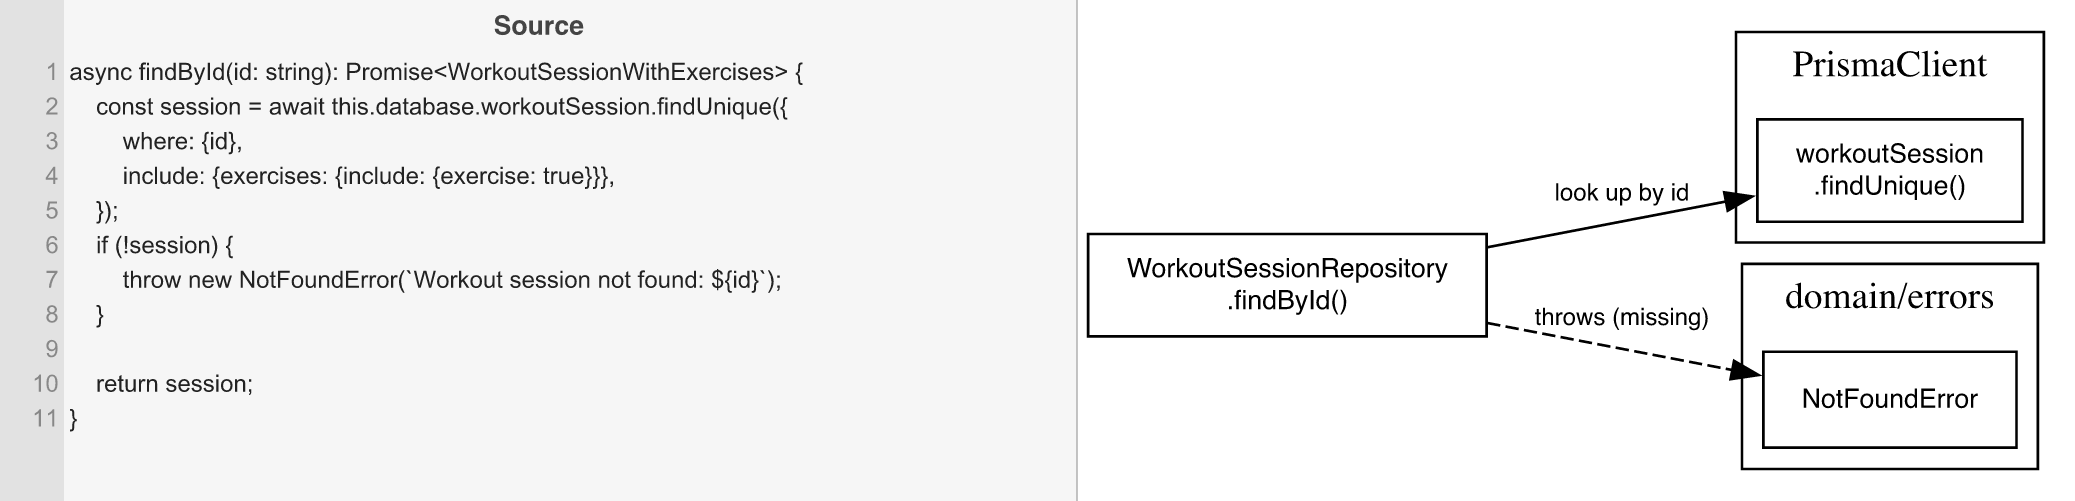 Source
1 async findById(id: string): Promise<WorkoutSessionWithExercises> {
2 const session = await this.database.workoutSession.findUnique({
3 where: {id},
4 include: {exercises: {include: {exercise: true}}},
5 });
6 if (!session) {
7 throw new NotFoundError(`Workout session not found: ${id}`);
8 }
9
10 return session;
11 }
WorkoutSessionRepository
.findById()
look up by id
throws (missing)
PrismaClient
workoutSession
.findUnique()
domain/errors
NotFoundError